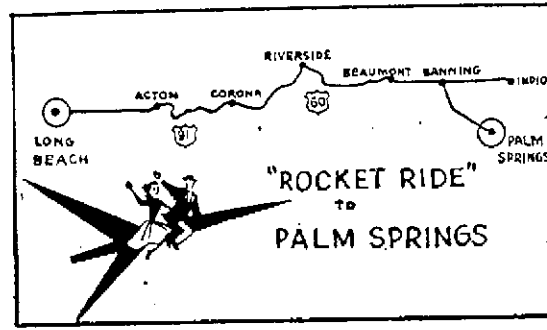 RIVERSIDE
ACTON
CORONA
BEAUMONT
BANNING
INDIO
LONG
BEACH
91
60
PALM
SPRINGS
"ROCKET RIDE"
TO
PALM SPRINGS